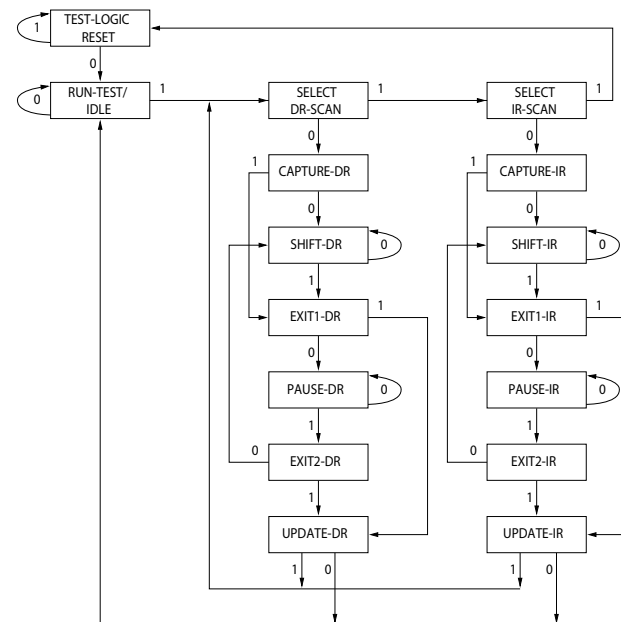 TEST-LOGIC
RESET
1
0
RUN-TEST/
IDLE
0
1
SELECT
DR-SCAN
1
SELECT
IR-SCAN
1
0
0
1
CAPTURE-DR
1
CAPTURE-IR
0
0
SHIFT-DR
0
SHIFT-IR
0
1
1
EXIT1-DR
1
EXIT1-IR
1
0
0
PAUSE-DR
0
PAUSE-IR
0
1
1
0
EXIT2-DR
0
EXIT2-IR
1
1
UPDATE-DR
UPDATE-IR
1
0
1
0